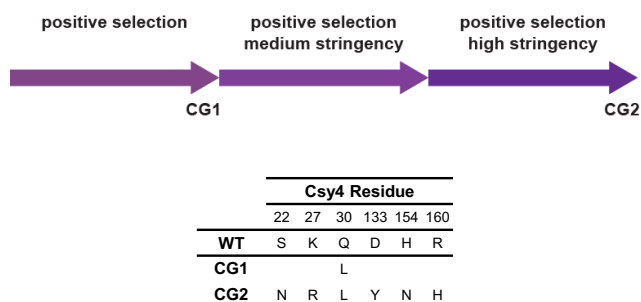 positive selection
positive selection
medium stringency
positive selection
high stringency
CG1
CG2
Csy4 Residue
22 27 30 133 154 160
WT S K Q D H R
CG1 L
CG2 N R L Y N H